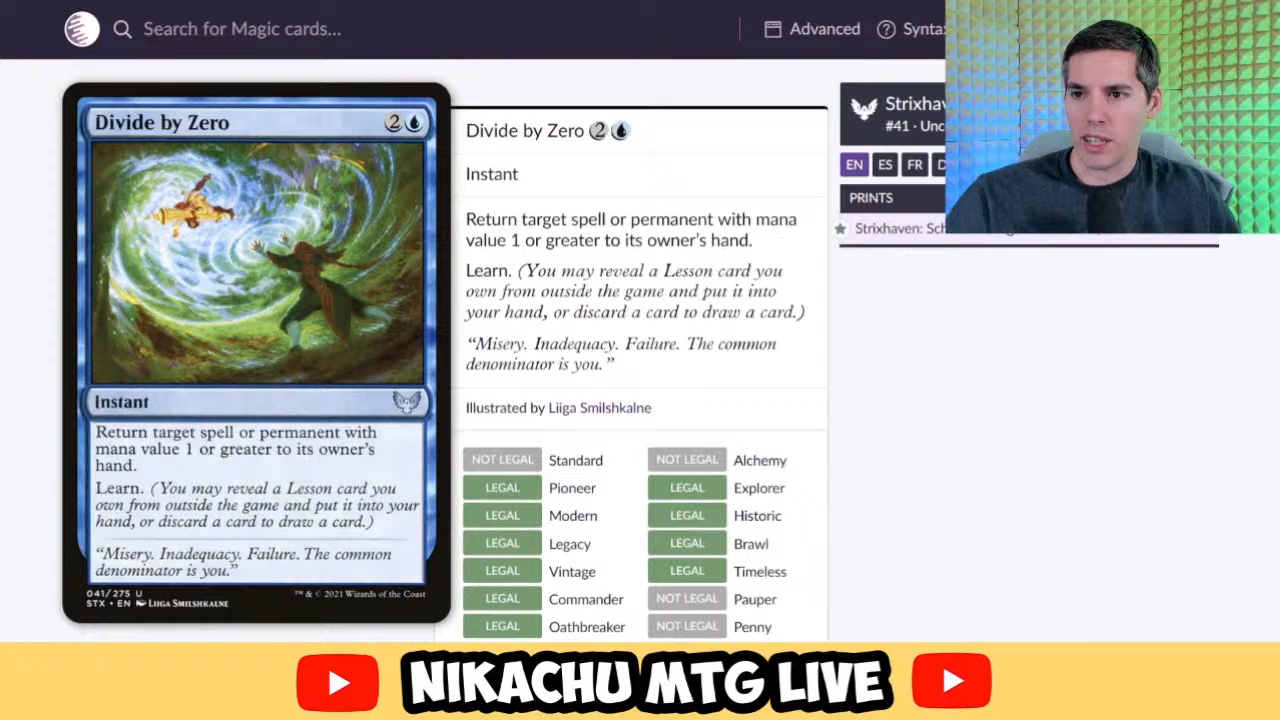 Search for Magic cards...
Advanced
Synta
Divide by Zero 2
Return target spell or permanent with
mana value 1 or greater to its owner's
hand.
Learn. (You may reveal a Lesson card you
own from outside the game and put it into your
hand, or discard a card to draw a card.)
"Misery. Inadequacy. Failure. The common
denominator is you."
Instant
041/275 U
STX • EN LIIGA SMILSHKALNE
™ & © 2021 Wizards of the Coast
Divide by Zero 2
Instant
Return target spell or permanent with mana
value 1 or greater to its owner's hand.
Learn. (You may reveal a Lesson card you
own from outside the game and put it into
your hand, or discard a card to draw a card.)
"Misery. Inadequacy. Failure. The common
denominator is you."
Illustrated by Liiga Smilshkalne
NOT LEGAL Standard NOT LEGAL Alchemy
LEGAL Pioneer LEGAL Explorer
LEGAL Modern LEGAL Historic
LEGAL Legacy LEGAL Brawl
LEGAL Vintage LEGAL Timeless
LEGAL Commander NOT LEGAL Pauper
LEGAL Oathbreaker NOT LEGAL Penny
Strixhav
#41 · Unc
EN ES FR D
PRINTS
Strixhaven: Sch
NIKACHU MTG LIVE